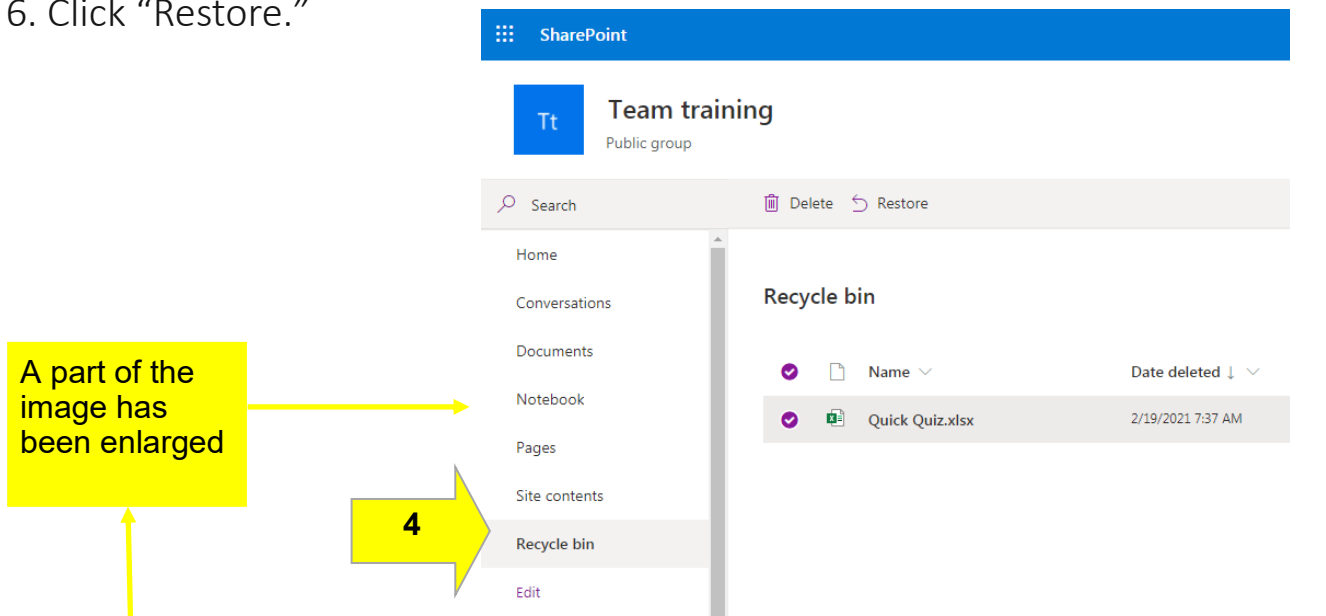 6. Click “Restore.”
SharePoint
Tt
Team training
Public group
Search
Delete
Restore
Home
Conversations
Documents
Notebook
Pages
Site contents
Recycle bin
Edit
Recycle bin
Name
Date deleted ↓
Quick Quiz.xlsx
2/19/2021 7:37 AM
A part of the
image has
been enlarged
4